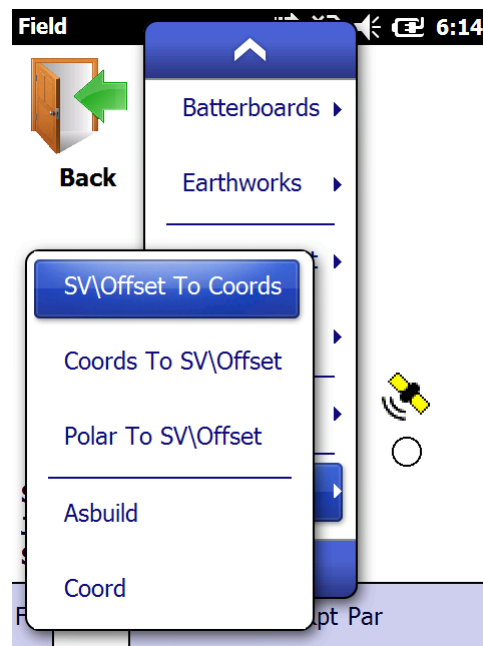 Field
6:14
Back
Batterboards
Earthworks
SV\Offset To Coords
Coords To SV\Offset
Polar To SV\Offset
Asbuild
Coord
Par